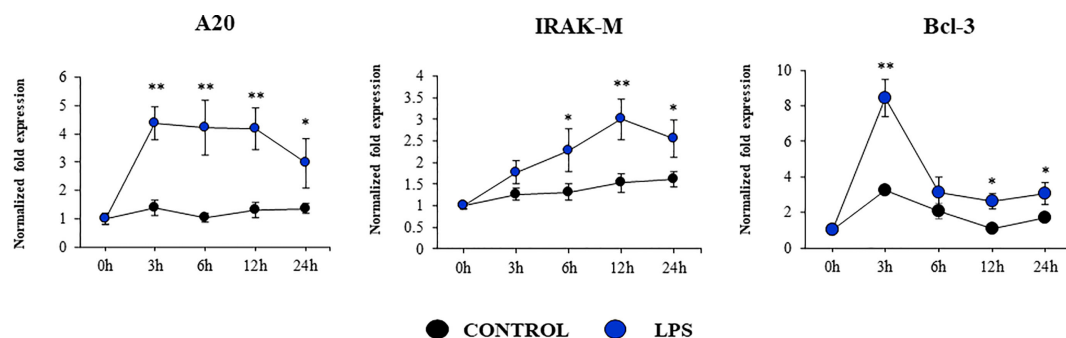 A20
IRAK-M
Bcl-3
Normalized fold expression
6
5
4
3
2
1
0
** ** ** *
0h 3h 6h 12h 24h
Normalized fold expression
4
3.5
3
2.5
2
1.5
1
0.5
0
* ** *
0h 3h 6h 12h 24h
Normalized fold expression
10
8
6
4
2
0
** * *
0h 3h 6h 12h 24h
CONTROL LPS